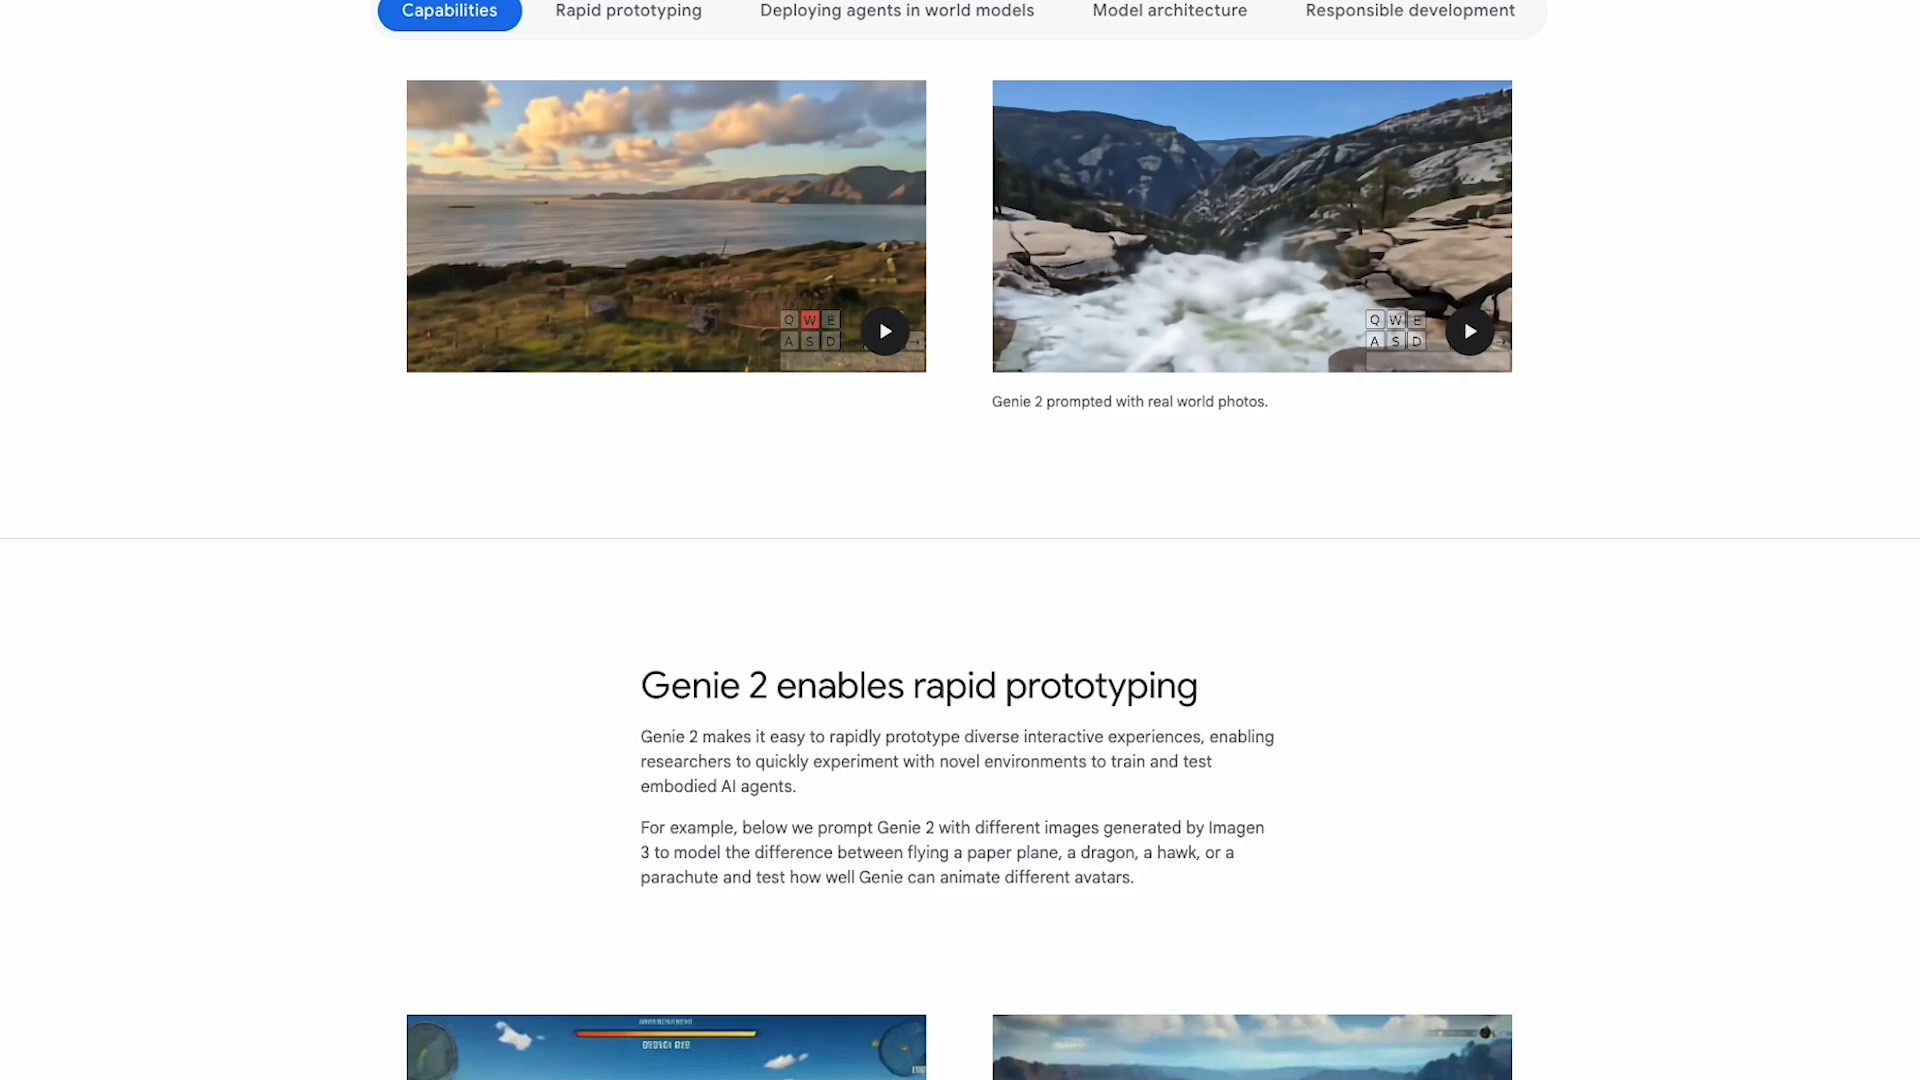 Capabilities
Rapid prototyping
Deploying agents in world models
Model architecture
Responsible development
Q W E
A S D
→
Q W E
A S D
Genie 2 prompted with real world photos.
Genie 2 enables rapid prototyping
Genie 2 makes it easy to rapidly prototype diverse interactive experiences, enabling
researchers to quickly experiment with novel environments to train and test
embodied AI agents.
For example, below we prompt Genie 2 with different images generated by Imagen
3 to model the difference between flying a paper plane, a dragon, a hawk, or a
parachute and test how well Genie can animate different avatars.